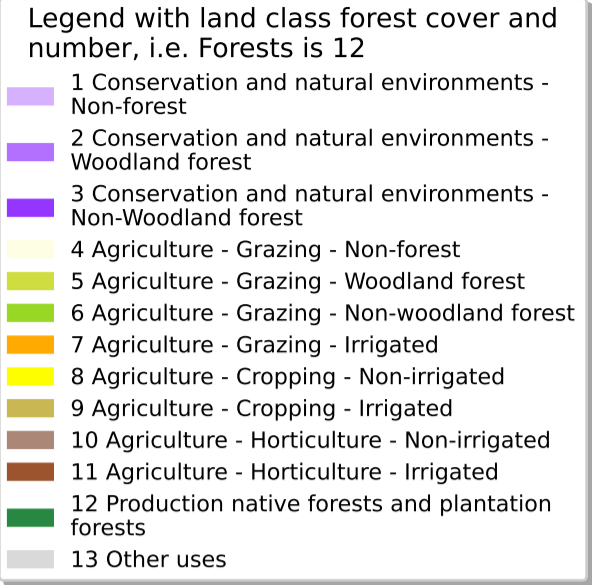 Legend with land class forest cover and
number, i.e. Forests is 12
1 Conservation and natural environments -
Non-forest
2 Conservation and natural environments -
Woodland forest
3 Conservation and natural environments -
Non-Woodland forest
4 Agriculture - Grazing - Non-forest
5 Agriculture - Grazing - Woodland forest
6 Agriculture - Grazing - Non-woodland forest
7 Agriculture - Grazing - Irrigated
8 Agriculture - Cropping - Non-irrigated
9 Agriculture - Cropping - Irrigated
10 Agriculture - Horticulture - Non-irrigated
11 Agriculture - Horticulture - Irrigated
12 Production native forests and plantation
forests
13 Other uses